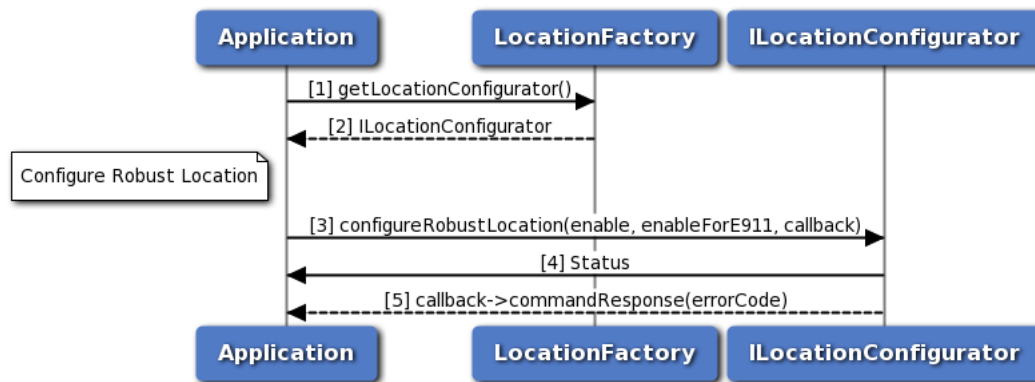 Application
LocationFactory
ILocationConfigurator
[1] getLocationConfigurator()
[2] ILocationConfigurator
Configure Robust Location
[3] configureRobustLocation(enable, enableForE911, callback)
[4] Status
[5] callback->commandResponse(errorCode)
Application
LocationFactory
ILocationConfigurator